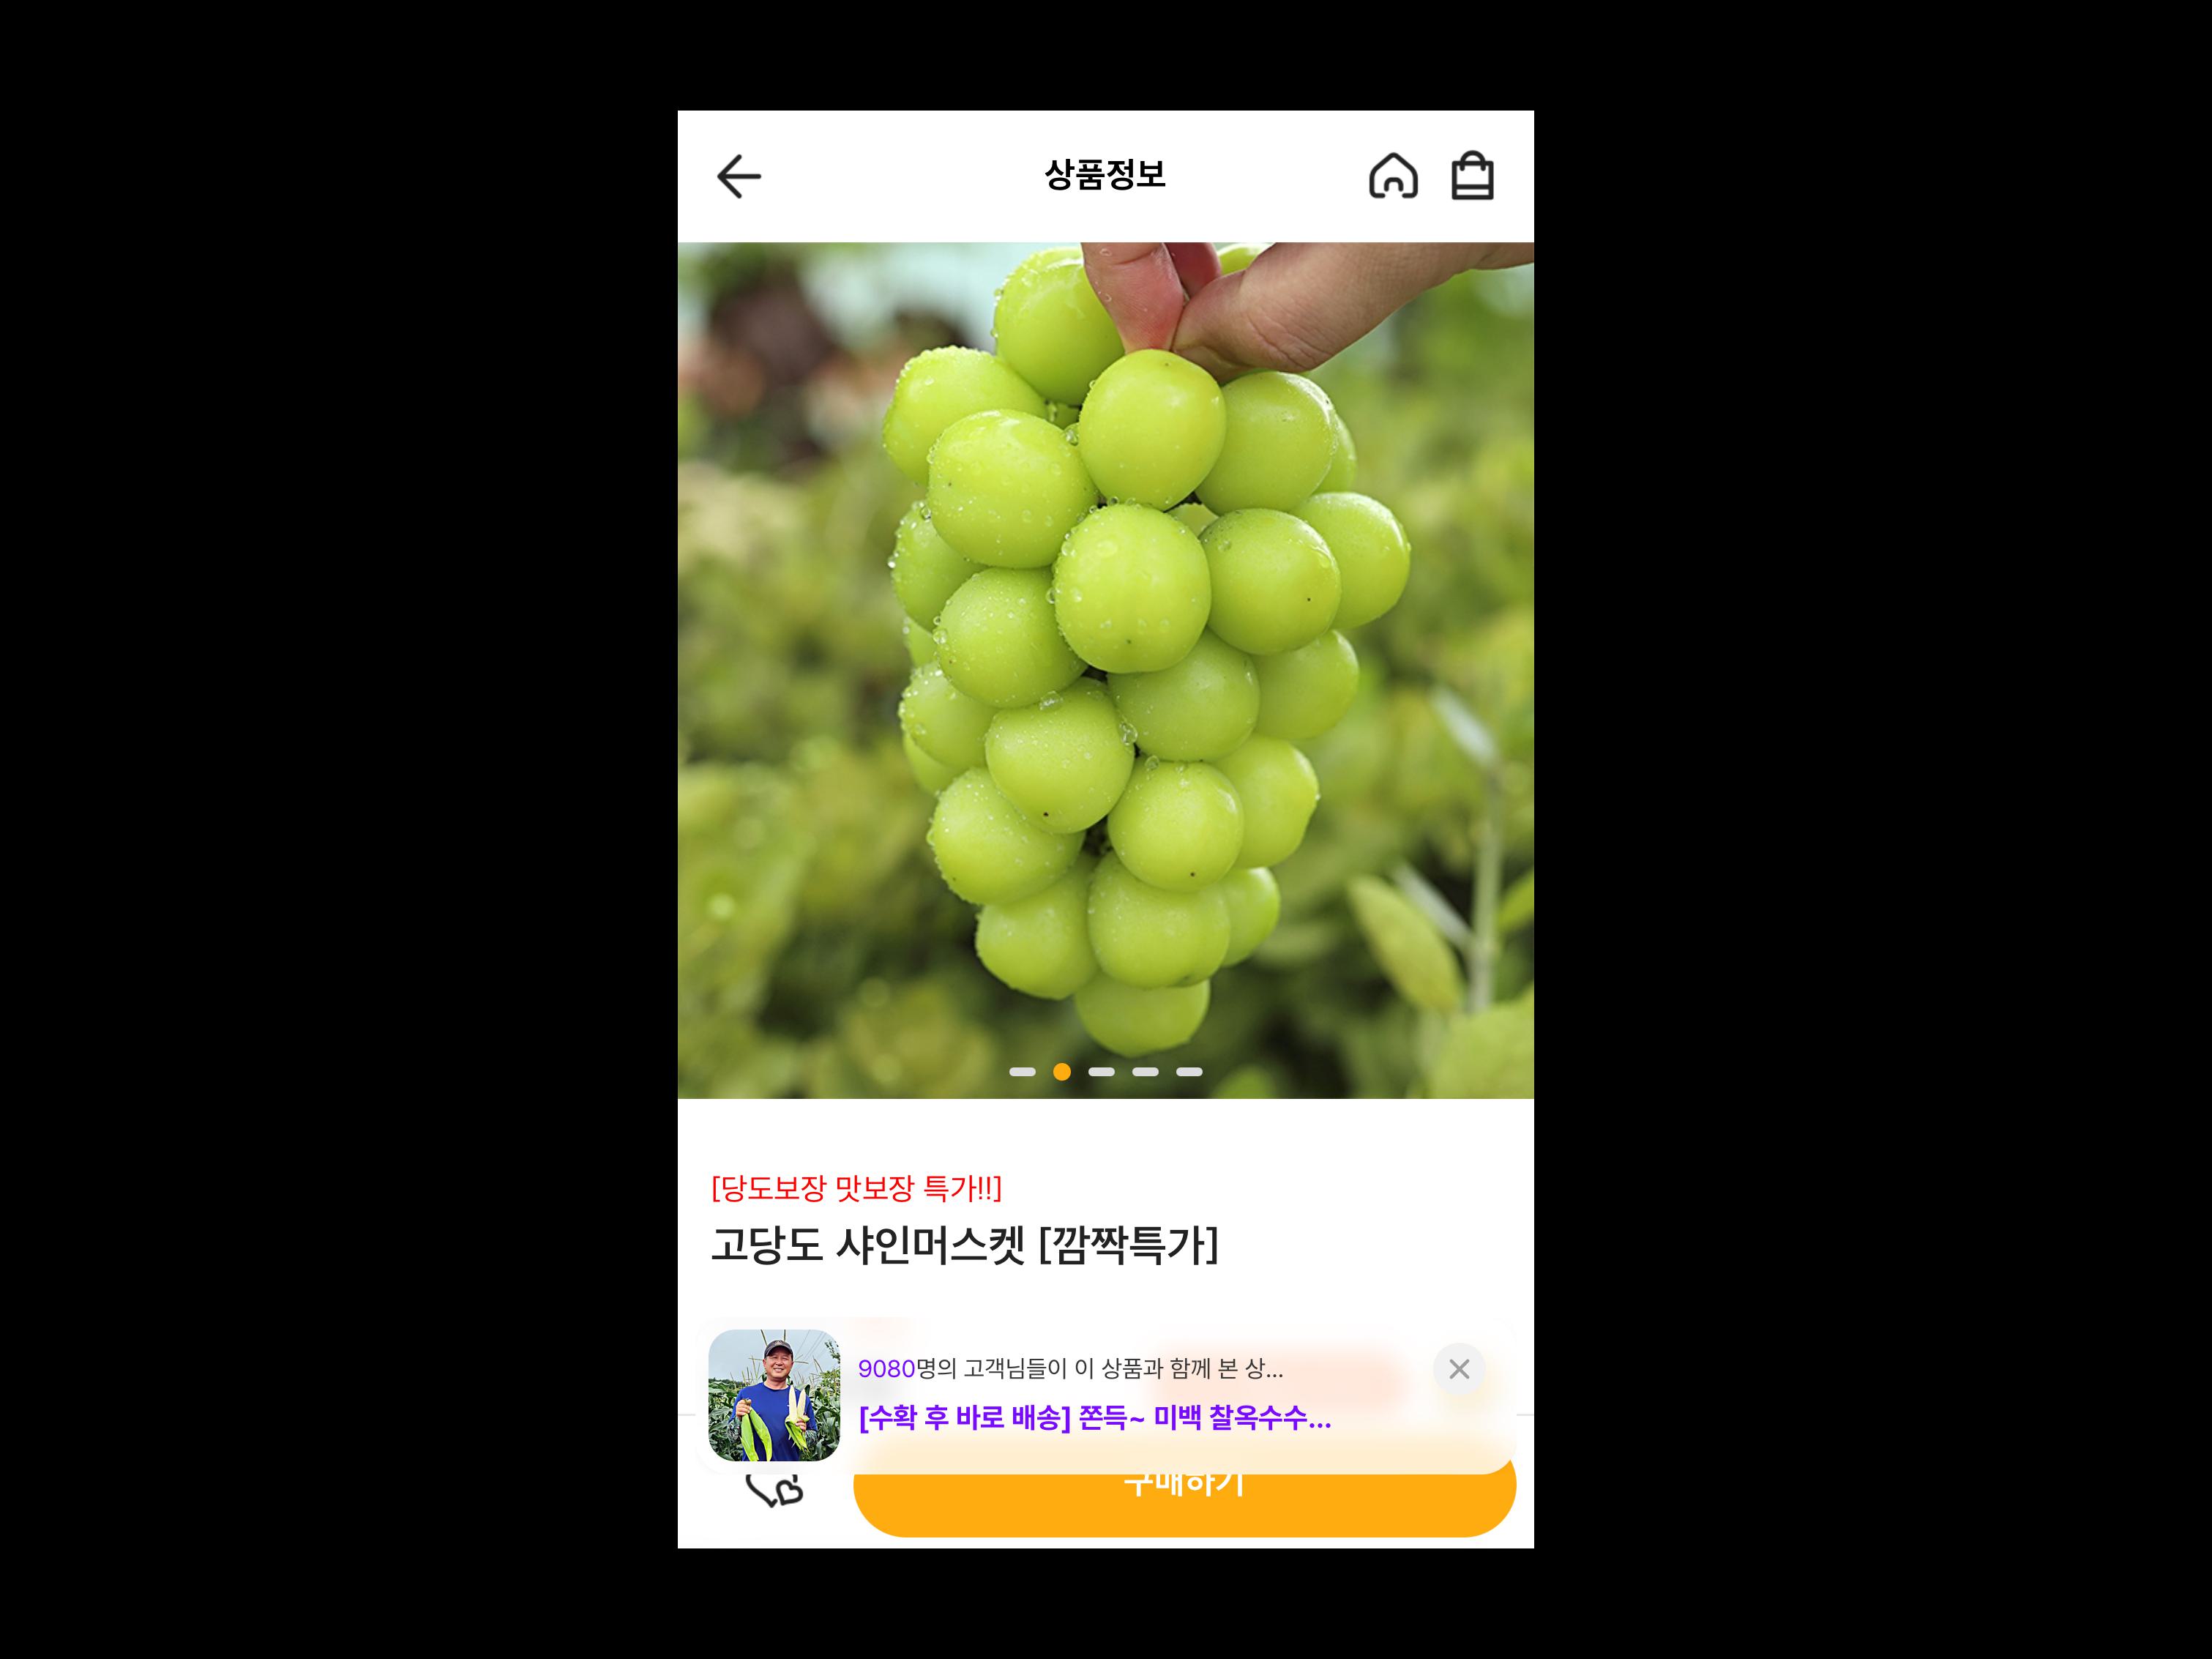 상품정보
[당도보장 맛보장 특가!!]
고당도 샤인머스켓 [깜짝특가]
9080명의 고객님들이 이 상품과 함께 본 상...
[수확 후 바로 배송] 쫀득~ 미백 찰옥수수...
구매하기